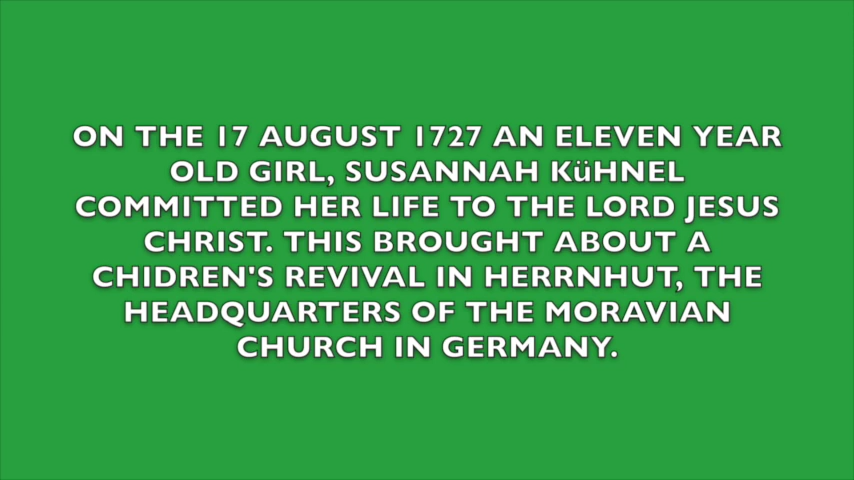 ON THE 17 AUGUST 1727 AN ELEVEN YEAR
OLD GIRL, SUSANNAH KüHNEL
COMMITTED HER LIFE TO THE LORD JESUS
CHRIST. THIS BROUGHT ABOUT A
CHIDREN'S REVIVAL IN HERRNHUT, THE
HEADQUARTERS OF THE MORAVIAN
CHURCH IN GERMANY.